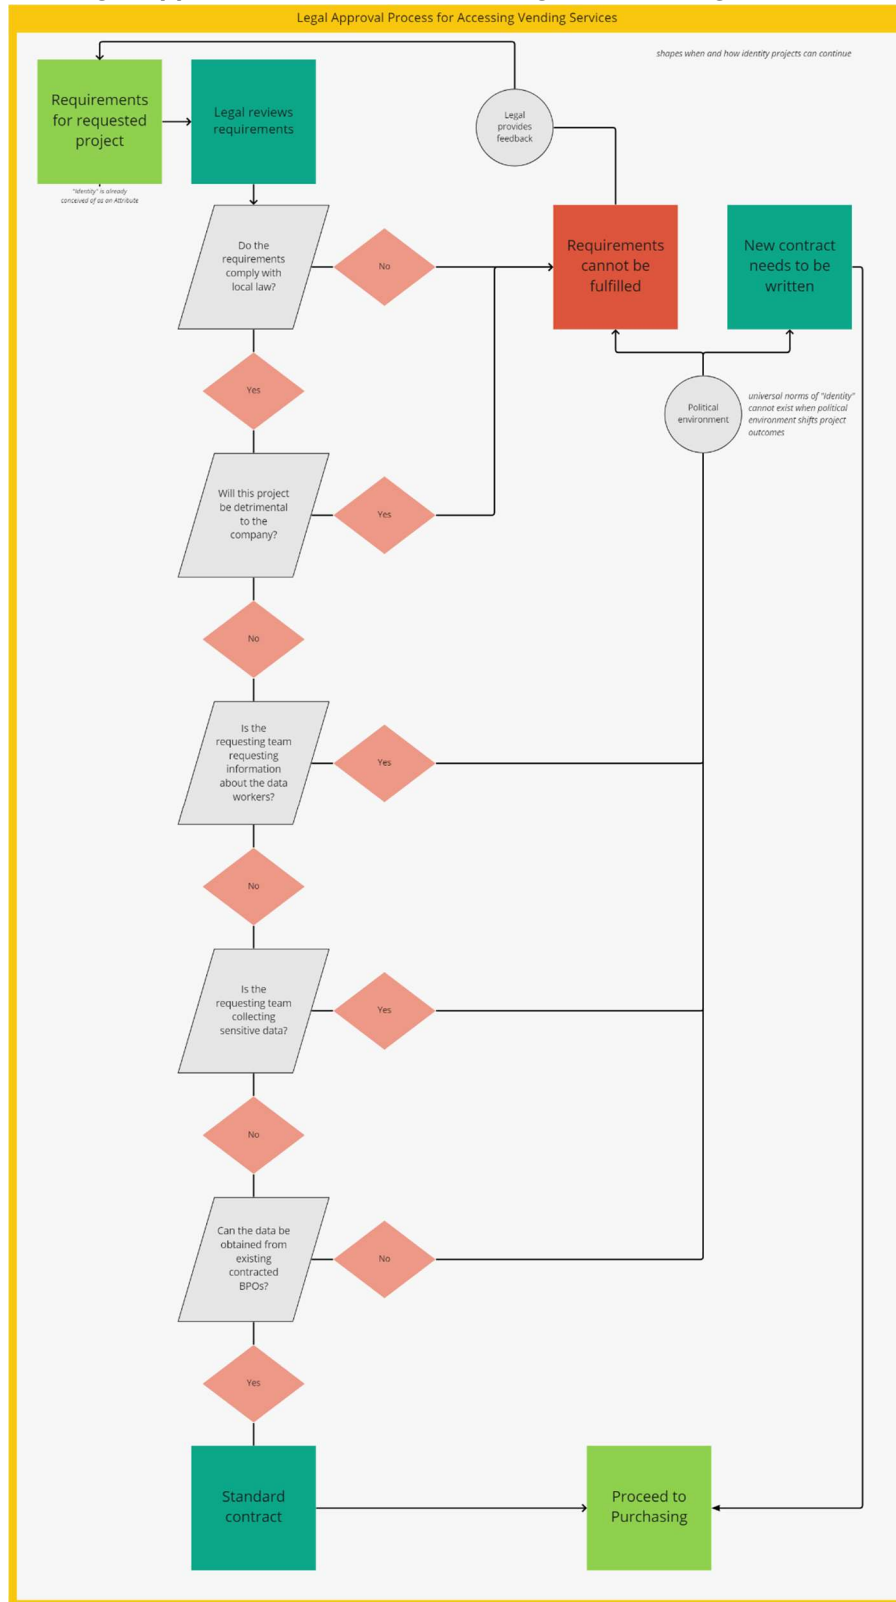 Legal Approval Process for Accessing Vending Services
shapes when and how identity projects can continue
Requirements
for requested
project
Legal reviews
requirements
Legal
provides
feedback
"Identity" is already
conceived of as an Attribute
Do the
requirements
comply with
local law?
No
Requirements
cannot be
fulfilled
New contract
needs to be
written
Yes
Political
environment
universal norms of "Identity"
cannot exist when political
environment shifts project
outcomes
Will this project
be detrimental
to the
company?
Yes
No
Is the
requesting team
requesting
information
about the data
workers?
Yes
No
Is the
requesting team
collecting
sensitive data?
Yes
No
Can the data be
obtained from
existing
contracted
BPOs?
No
Yes
Standard
contract
Proceed to
Purchasing